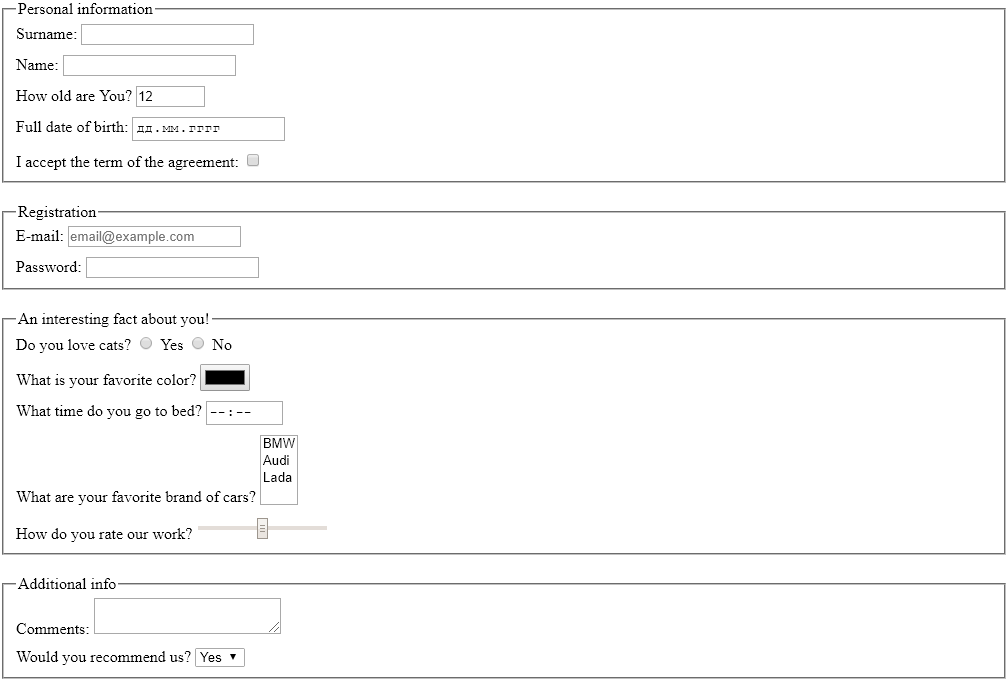 Personal information
Surname:
Name:
How old are You? 12
Full date of birth: дд.мм.гггг
I accept the term of the agreement:
Registration
E-mail: email@example.com
Password:
An interesting fact about you!
Do you love cats? Yes No
What is your favorite color?
What time do you go to bed? --:--
BMW
Audi
Lada
What are your favorite brand of cars?
How do you rate our work?
Additional info
Comments:
Would you recommend us? Yes